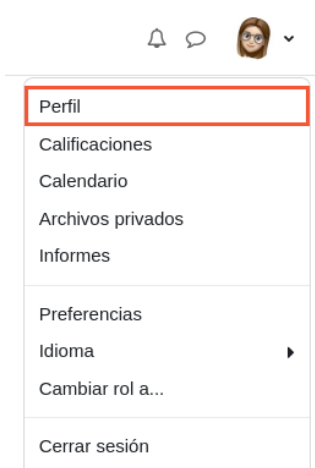 Perfil
Calificaciones
Calendario
Archivos privados
Informes
Preferencias
Idioma
Cambiar rol a...
Cerrar sesión